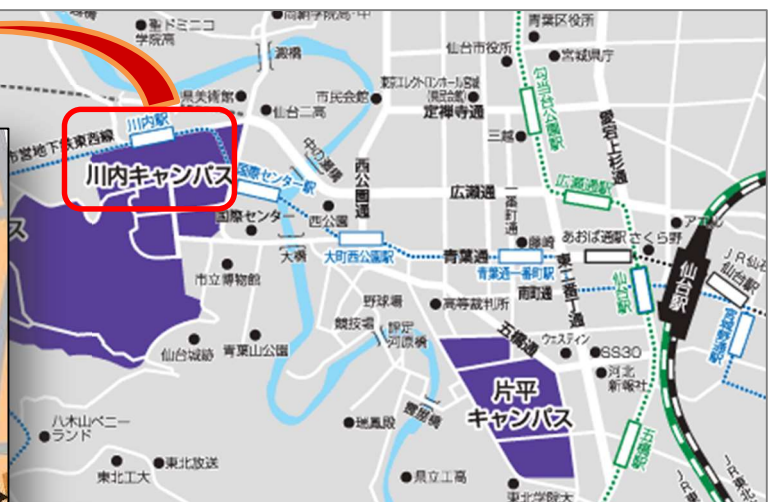 聖ドミニコ
学院高
澱橋
青葉区役所
仙台市役所
宮城県庁
県美術館
仙台二高
市民会館
東京エレクトロンホール宮城
(県民会館)
定禅寺通
勾当台公園駅
愛宕上杉通
三越
川内駅
市営地下鉄東西線
川内キャンパス
中の瀬橋
西公園通
広瀬通
広瀬通駅
国際センター駅
国際センター
西公園
一番町通
大橋
大町西公園駅
青葉通
藤崎
青葉通一番町駅
あおば通駅
さくら野
アエル
東二番丁通
南町通
仙台駅
仙台駅
JR仙石
仙台駅
宮城野通駅
ス
市立博物館
野球場
競技場
評定
河原橋
高等裁判所
五橋通
ウェスティン
SS30
河北
新報社
仙台城跡
青葉山公園
片平
キャンパス
霊屋橋
瑞鳳殿
八木山ベニー
ランド
東北放送
東北工大
県立工高
五橋駅
東北学院大